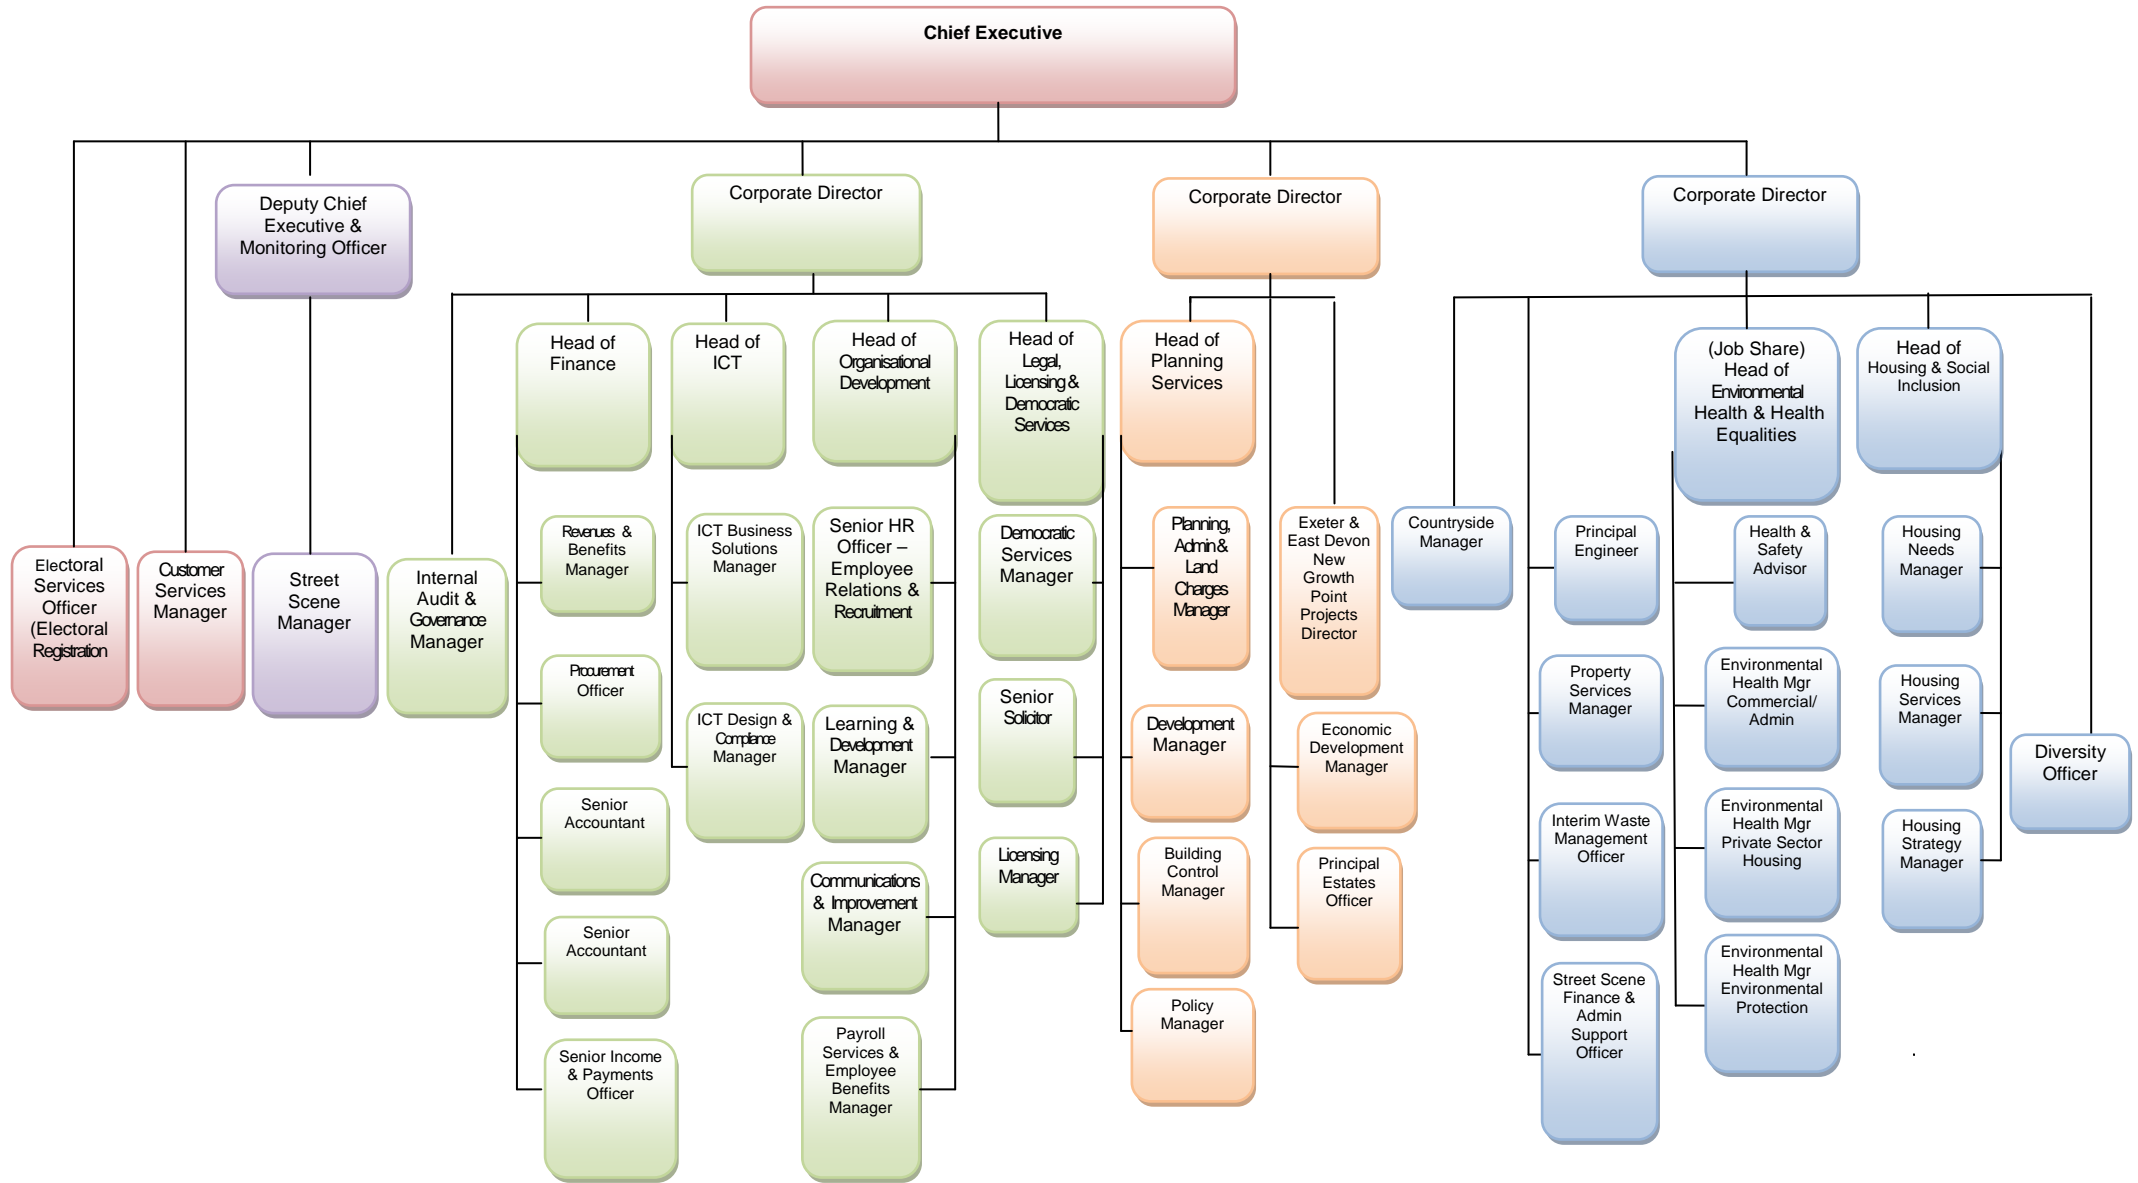 Chief Executive
Deputy Chief
Executive &
Monitoring Officer
Corporate Director
Corporate Director
Corporate Director
Head of
Finance
Head of
ICT
Head of
Organisational
Development
Head of
Legal,
Licensing &
Democratic
Services
Head of
Planning
Services
(Job Share)
Head of
Environmental
Health & Health
Equalities
Head of
Housing & Social
Inclusion
Electoral
Services
Officer
(Electoral
Registration
Customer
Services
Manager
Street
Scene
Manager
Internal
Audit &
Governance
Manager
Revenues &
Benefits
Manager
Procurement
Officer
Senior
Accountant
Senior
Accountant
Senior Income
& Payments
Officer
ICT Business
Solutions
Manager
ICT Design &
Compliance
Manager
Senior HR
Officer –
Employee
Relations &
Recruitment
Learning &
Development
Manager
Communications
& Improvement
Manager
Payroll
Services &
Employee
Benefits
Manager
Democratic
Services
Manager
Senior
Solicitor
Licensing
Manager
Planning,
Admin &
Land
Charges
Manager
Development
Manager
Building
Control
Manager
Policy
Manager
Exeter &
East Devon
New
Growth
Point
Projects
Director
Economic
Development
Manager
Principal
Estates
Officer
Countryside
Manager
Principal
Engineer
Property
Services
Manager
Interim Waste
Management
Officer
Street Scene
Finance &
Admin
Support
Officer
Health &
Safety
Advisor
Environmental
Health Mgr
Commercial/
Admin
Environmental
Health Mgr
Private Sector
Housing
Environmental
Health Mgr
Environmental
Protection
Housing
Needs
Manager
Housing
Services
Manager
Housing
Strategy
Manager
Diversity
Officer
.